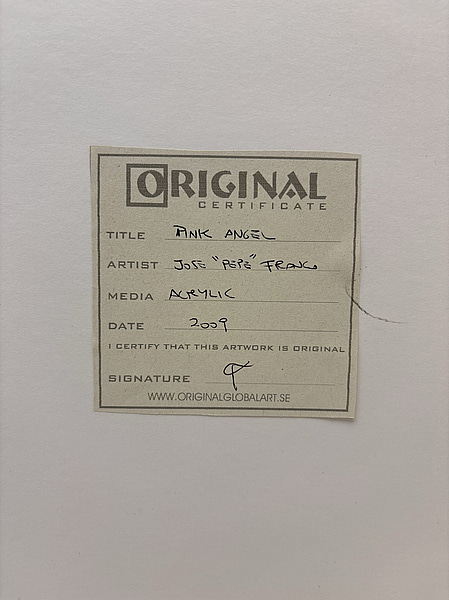 ORIGINAL
CERTIFICATE
TITLE PINK ANGEL
ARTIST JOSE "PEPE" FRANCO
MEDIA ACRYLIC
DATE 2009
I CERTIFY THAT THIS ARTWORK IS ORIGINAL
SIGNATURE
WWW.ORIGINALGLOBALART.SE